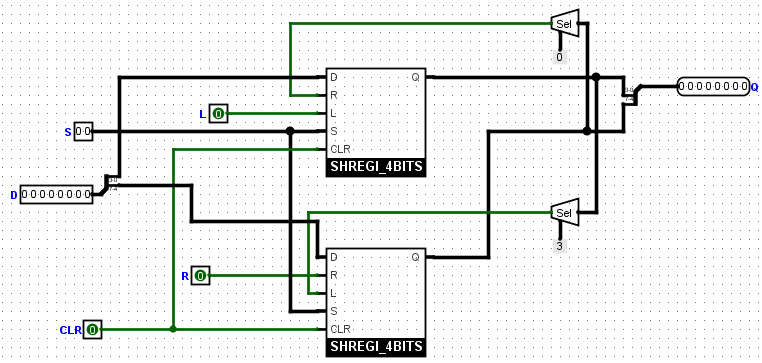 Sel
0
D Q
R
L L
S S
CLR
SHREGI_4BITS
0 0 0 0 0 0 0 0 Q
0
0 0
D 0 0 0 0 0 0 0 0
Sel
3
D Q
R 0 R
L
S
CLR 0 CLR
SHREGI_4BITS